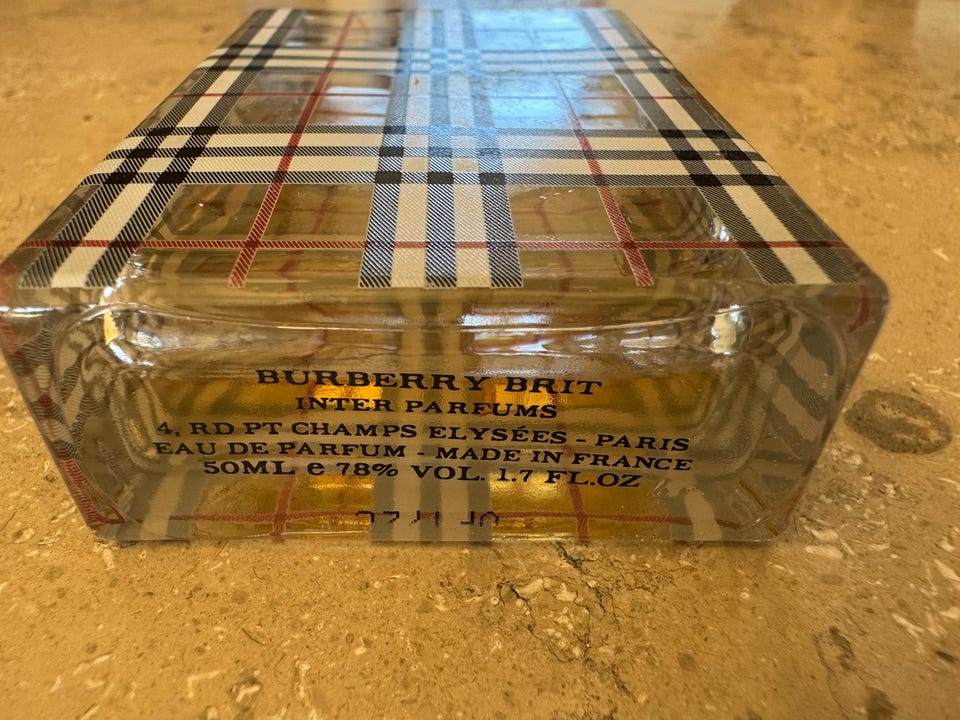 BURBERRY BRIT
INTER PARFUMS
4, RD PT CHAMPS ELYSÉES - PARIS
EAU DE PARFUM - MADE IN FRANCE
50ML e 78% VOL. 1.7 FL.OZ